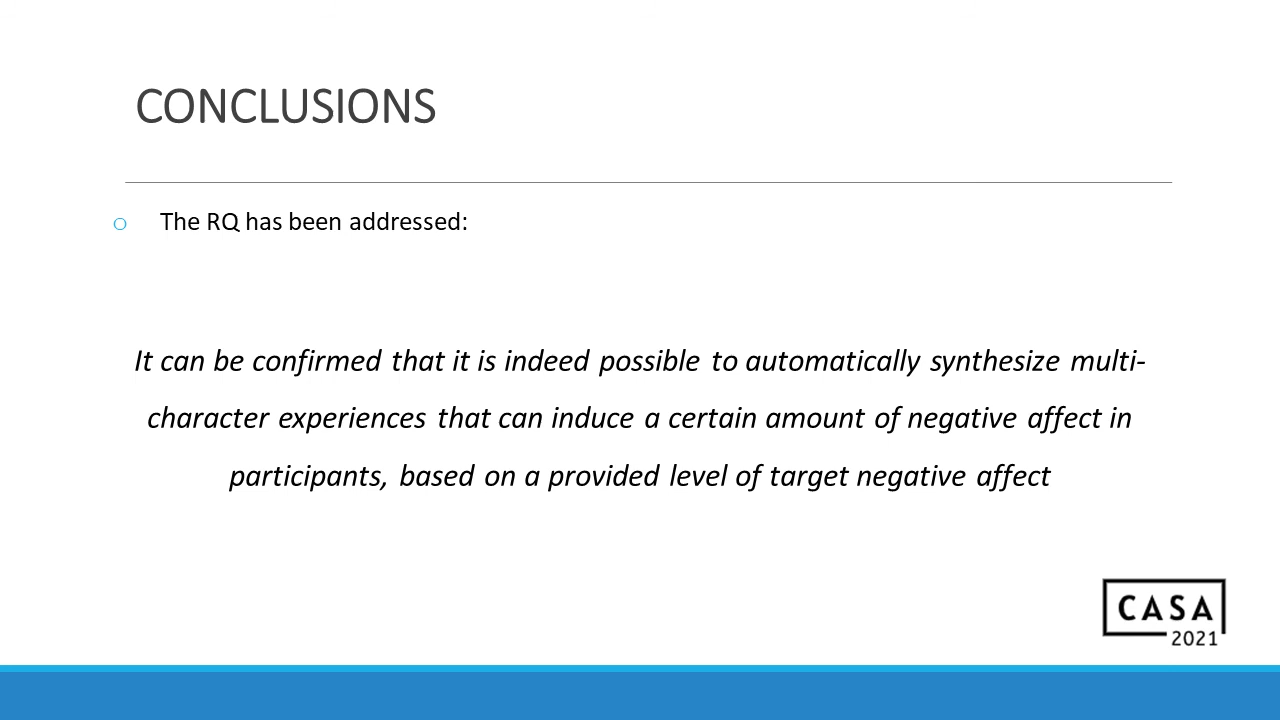 CONCLUSIONS
o The RQ has been addressed:
It can be confirmed that it is indeed possible to automatically synthesize multi-
character experiences that can induce a certain amount of negative affect in
participants, based on a provided level of target negative affect
CASA
2021